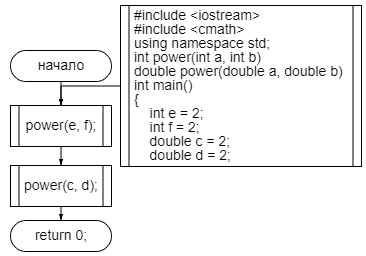 начало
power(e, f);
power(c, d);
return 0;
#include <iostream>
#include <cmath>
using namespace std;
int power(int a, int b)
double power(double a, double b)
int main()
{
int e = 2;
int f = 2;
double c = 2;
double d = 2;